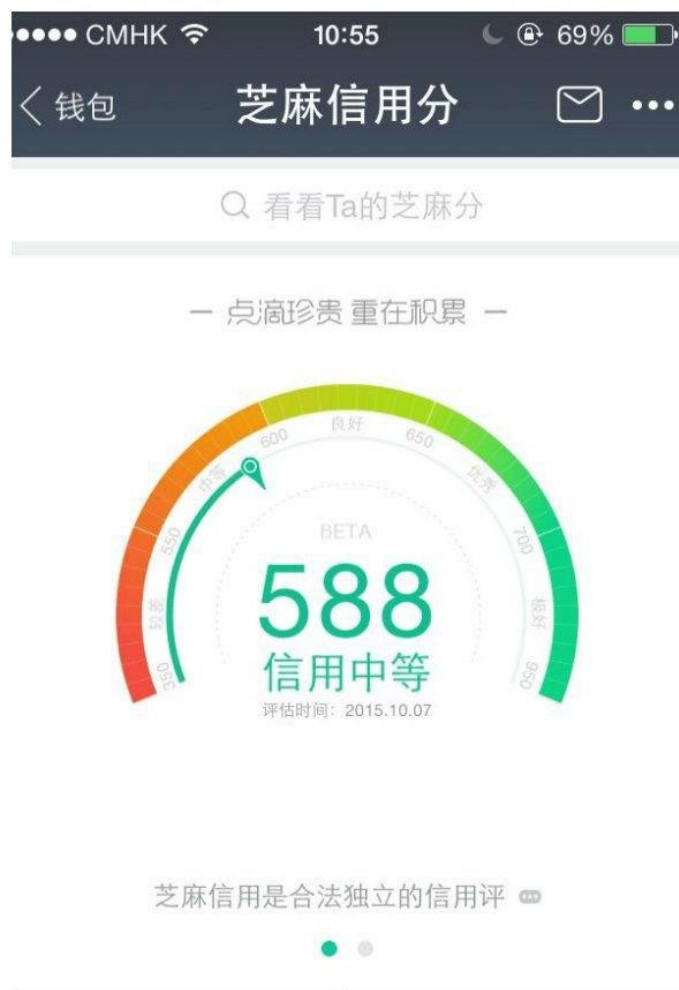 CMHK 10:55 69%
钱包 芝麻信用分
看看Ta的芝麻分
一 点滴珍贵 重在积累 一
350 较差 550 中等 600 良好 650 优秀 700 极好 950
BETA
588
信用中等
评估时间：2015.10.07
芝麻信用是合法独立的信用评